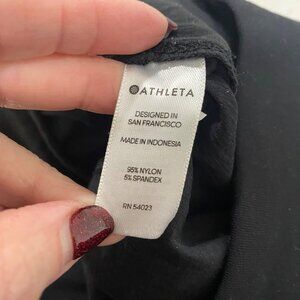 ATHLETA
DESIGNED IN
SAN FRANCISCO
MADE IN INDONESIA
95% NYLON
5% SPANDEX
RN 54023